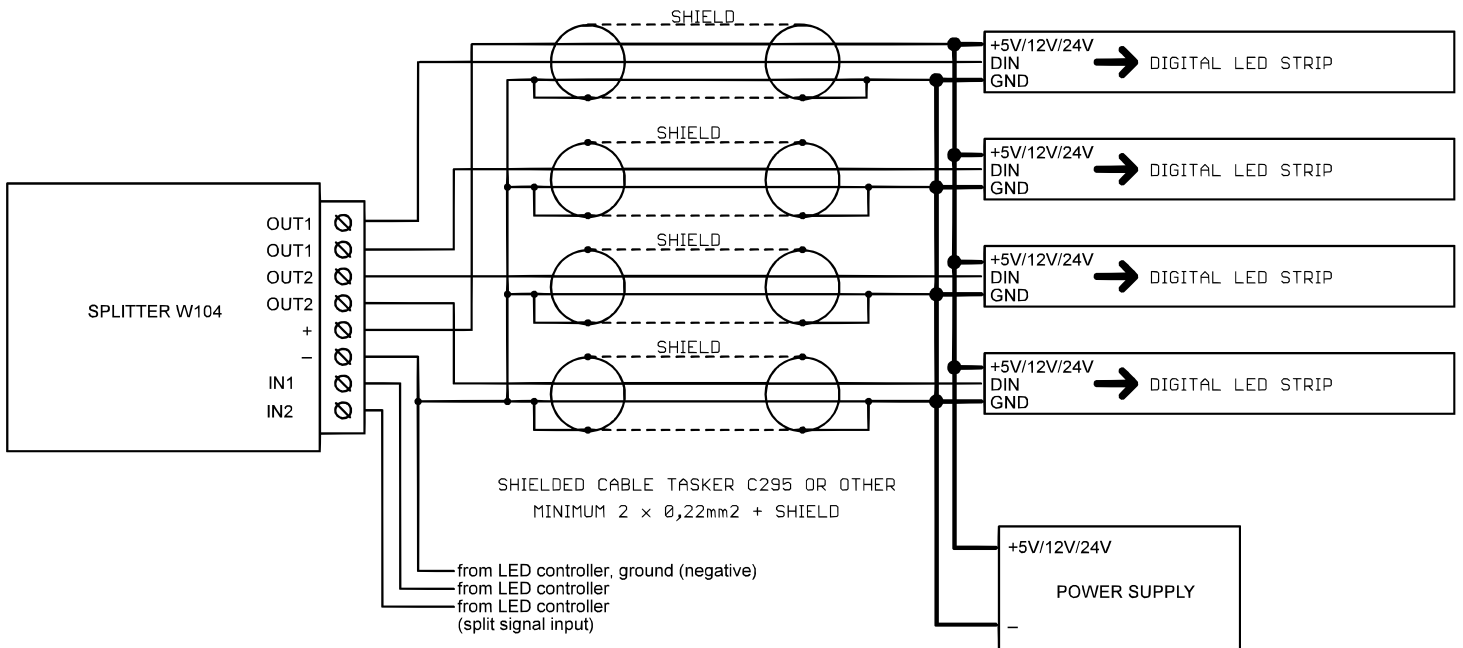 SHIELD
+5V/12V/24V
DIN
GND
DIGITAL LED STRIP
SHIELD
+5V/12V/24V
DIN
GND
DIGITAL LED STRIP
SHIELD
+5V/12V/24V
DIN
GND
DIGITAL LED STRIP
SHIELD
+5V/12V/24V
DIN
GND
DIGITAL LED STRIP
SPLITTER W104
OUT1
OUT1
OUT2
OUT2
+
–
IN1
IN2
SHIELDED CABLE TASKER C295 OR OTHER
MINIMUM 2 x 0,22mm2 + SHIELD
from LED controller, ground (negative)
from LED controller
from LED controller
(split signal input)
+5V/12V/24V
POWER SUPPLY
–